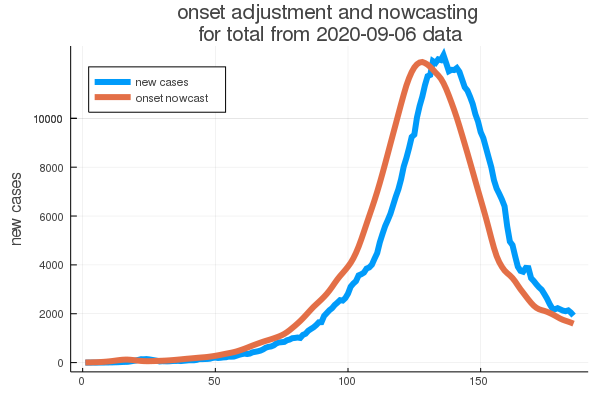 onset adjustment and nowcasting
for total from 2020-09-06 data
new cases
onset nowcast
new cases
10000
8000
6000
4000
2000
0
0 50 100 150